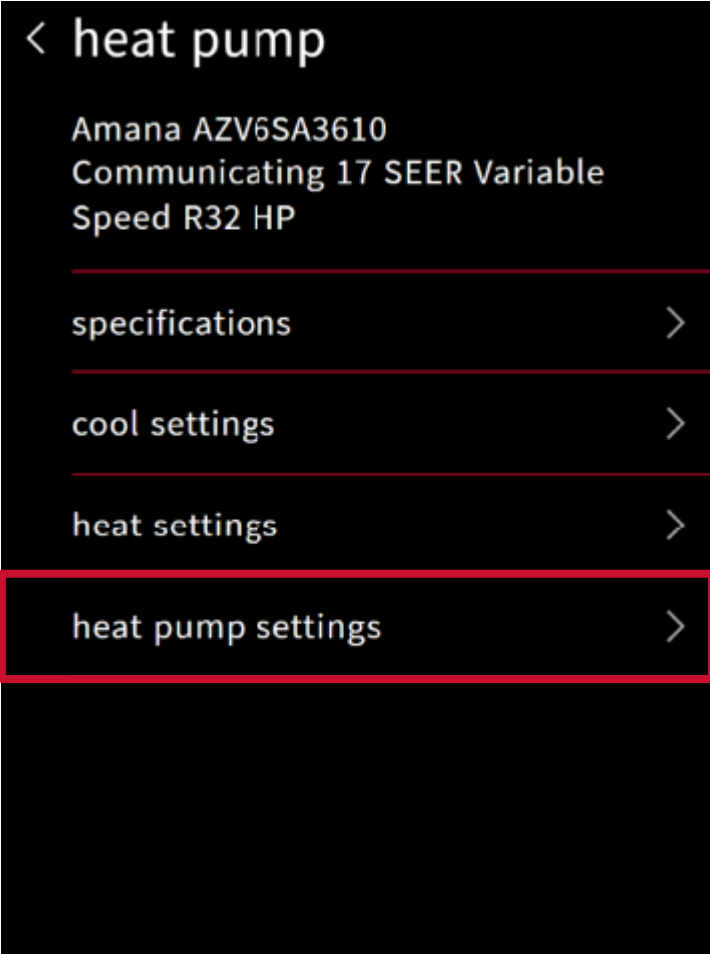 heat pump
Amana AZV6SA3610
Communicating 17 SEER Variable
Speed R32 HP
specifications
cool settings
heat settings
heat pump settings